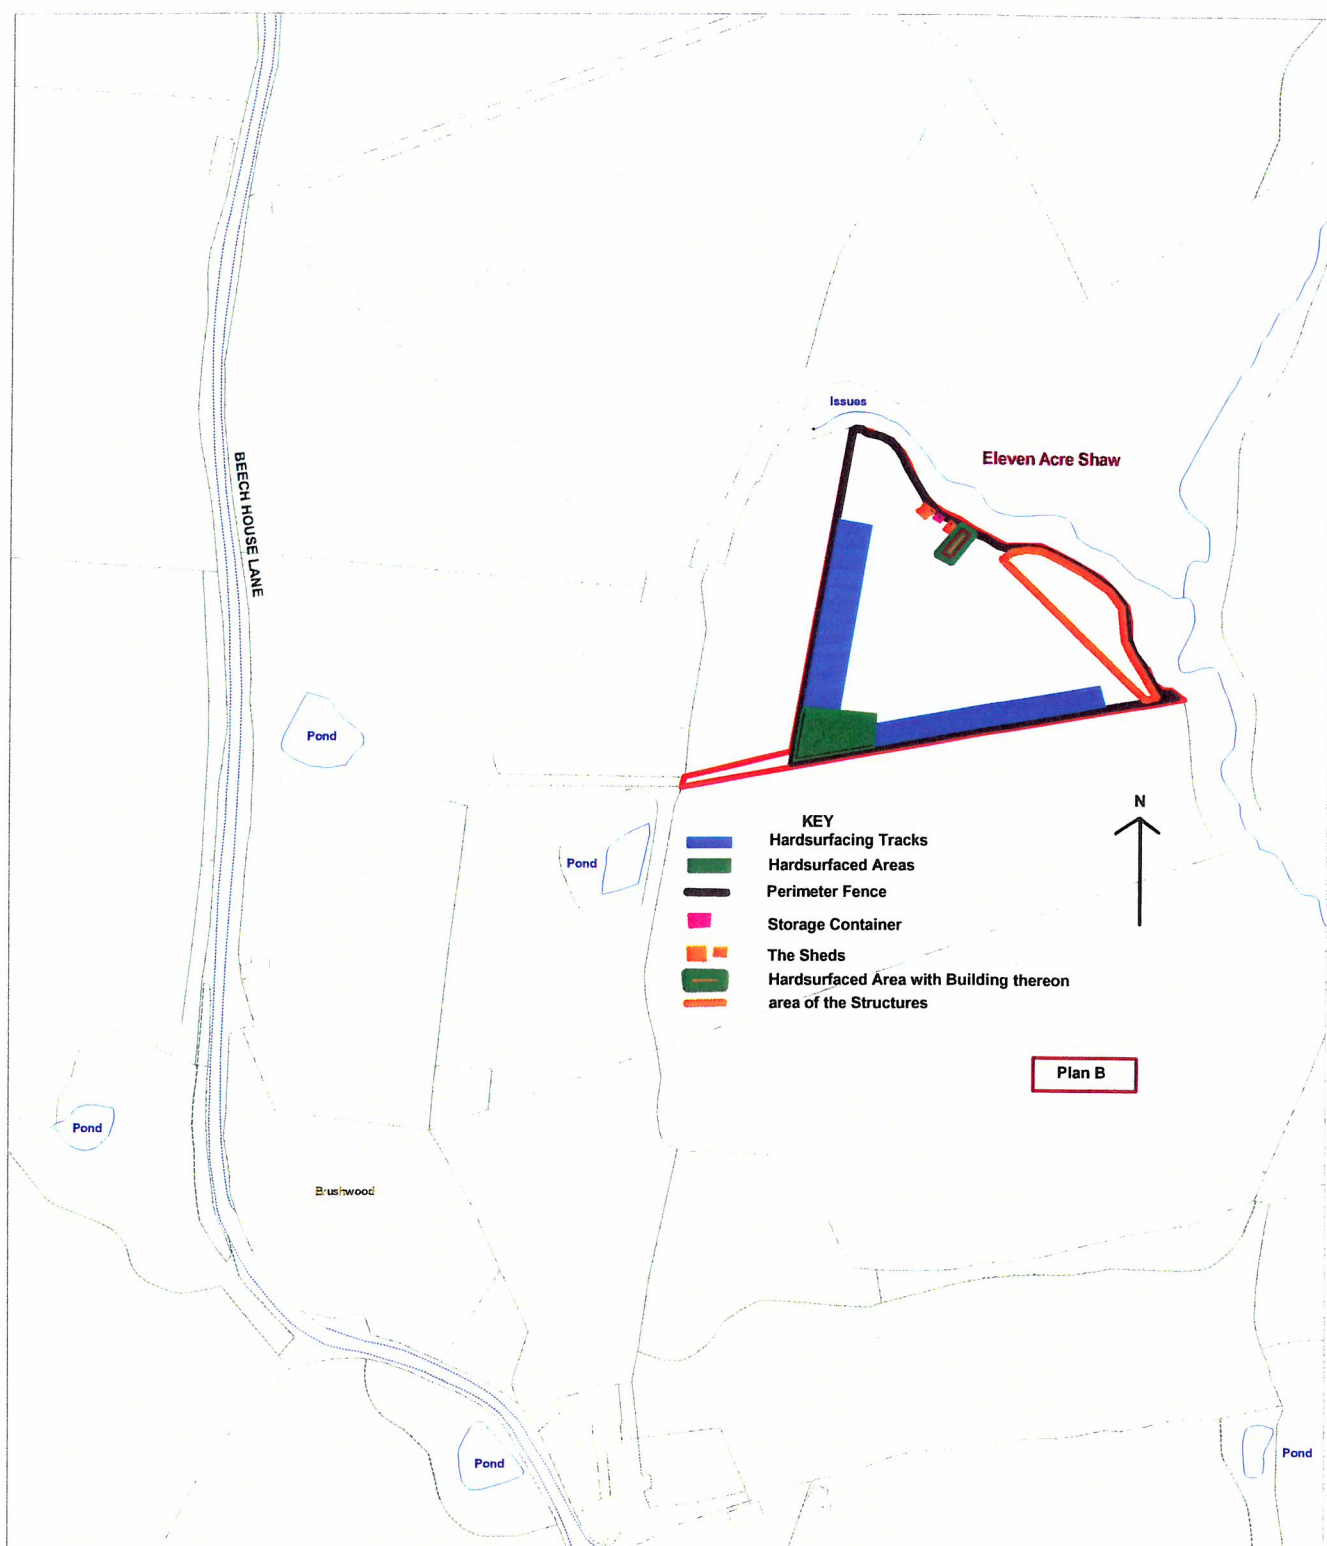 Issues
Eleven Acre Shaw
BEECH HOUSE LANE
Pond
N
KEY
Hardsurfacing Tracks
Pond
Hardsurfaced Areas
Perimeter Fence
Storage Container
The Sheds
Hardsurfaced Area with Building thereon
area of the Structures
Plan B
Pond
Brushwood
Pond
Pond